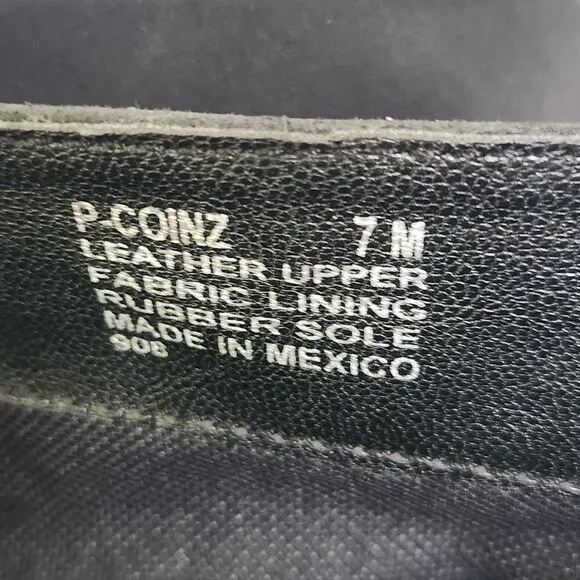 P-COINZ 7 M
LEATHER UPPER
FABRIC LINING
RUBBER SOLE
MADE IN MEXICO
908